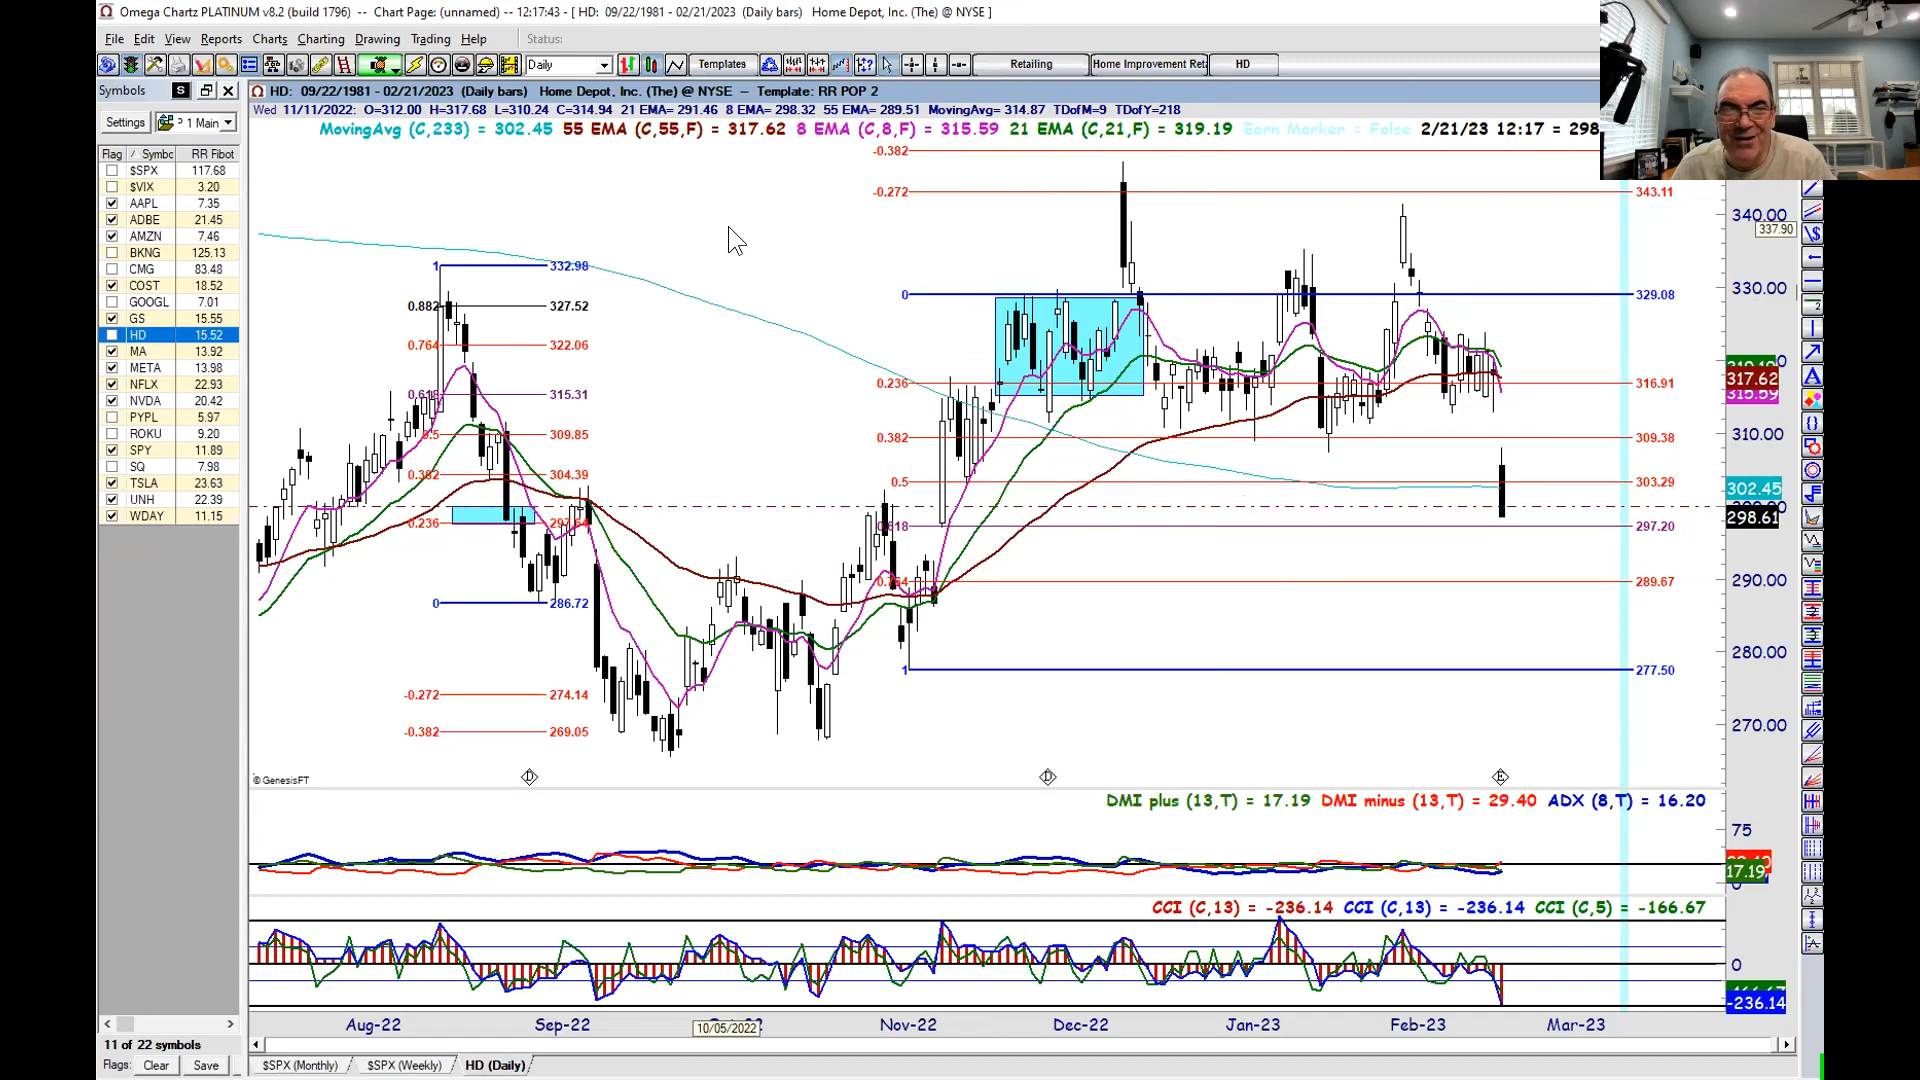 Omega Chartz PLATINUM v8.2 (build 1796) -- Chart Page: (unnamed) -- 12:17:43 - [ HD: 09/22/1981 - 02/21/2023 (Daily bars) Home Depot, Inc. (The) @ NYSE ]
File Edit View Reports Charts Charting Drawing Trading Help Status:
Daily Templates Retailing Home Improvement Ret HD
Symbols S
HD: 09/22/1981 - 02/21/2023 (Daily bars) Home Depot, Inc. (The) @ NYSE -- Template: RR POP 2
Wed 11/11/2022: O=312.00 H=317.68 L=310.24 C=314.94 21 EMA= 291.46 8 EMA= 298.32 55 EMA= 289.51 MovingAvg= 314.87 TDofM=9 TDofY=218
Settings 1 Main
MovingAvg (C,233) = 302.45 55 EMA (C,55,F) = 317.62 8 EMA (C,8,F) = 315.59 21 EMA (C,21,F) = 319.19 Earn Marker = False 2/21/23 12:17 = 298
Flag Symbc RR Fibot
$SPX 117.68
$VIX 3.20
AAPL 7.35
ADBE 21.45
AMZN 7.46
BKNG 125.13
CMG 83.48
COST 18.52
GOOGL 7.01
GS 15.55
HD 15.52
MA 13.92
META 13.98
NFLX 22.93
NVDA 20.42
PYPL 5.97
ROKU 9.20
SPY 11.89
SQ 7.98
TSLA 23.63
UNH 22.39
WDAY 11.15
-0.382
-0.272 343.11
340.00
337.90
1 332.98
0 329.08
330.00
0.882 327.52
0.764 322.06
317.62
0.236 316.91
315.59
0.618 315.31
0.5 309.85
0.382 309.38
310.00
0.382 304.39
0.5 303.29
302.45
298.61
0.236 297.54
0.618 297.20
0.764 289.67
290.00
0 286.72
280.00
1 277.50
-0.272 274.14
270.00
-0.382 269.05
D D E
© GenesisFT
DMI plus (13,T) = 17.19 DMI minus (13,T) = 29.40 ADX (8,T) = 16.20
75
17.19
0
CCI (C,13) = -236.14 CCI (C,13) = -236.14 CCI (C,5) = -166.67
0
-236.14
Aug-22 Sep-22 10/05/2022 Nov-22 Dec-22 Jan-23 Feb-23 Mar-23
11 of 22 symbols
Flags: Clear Save
$SPX (Monthly) $SPX (Weekly) HD (Daily)